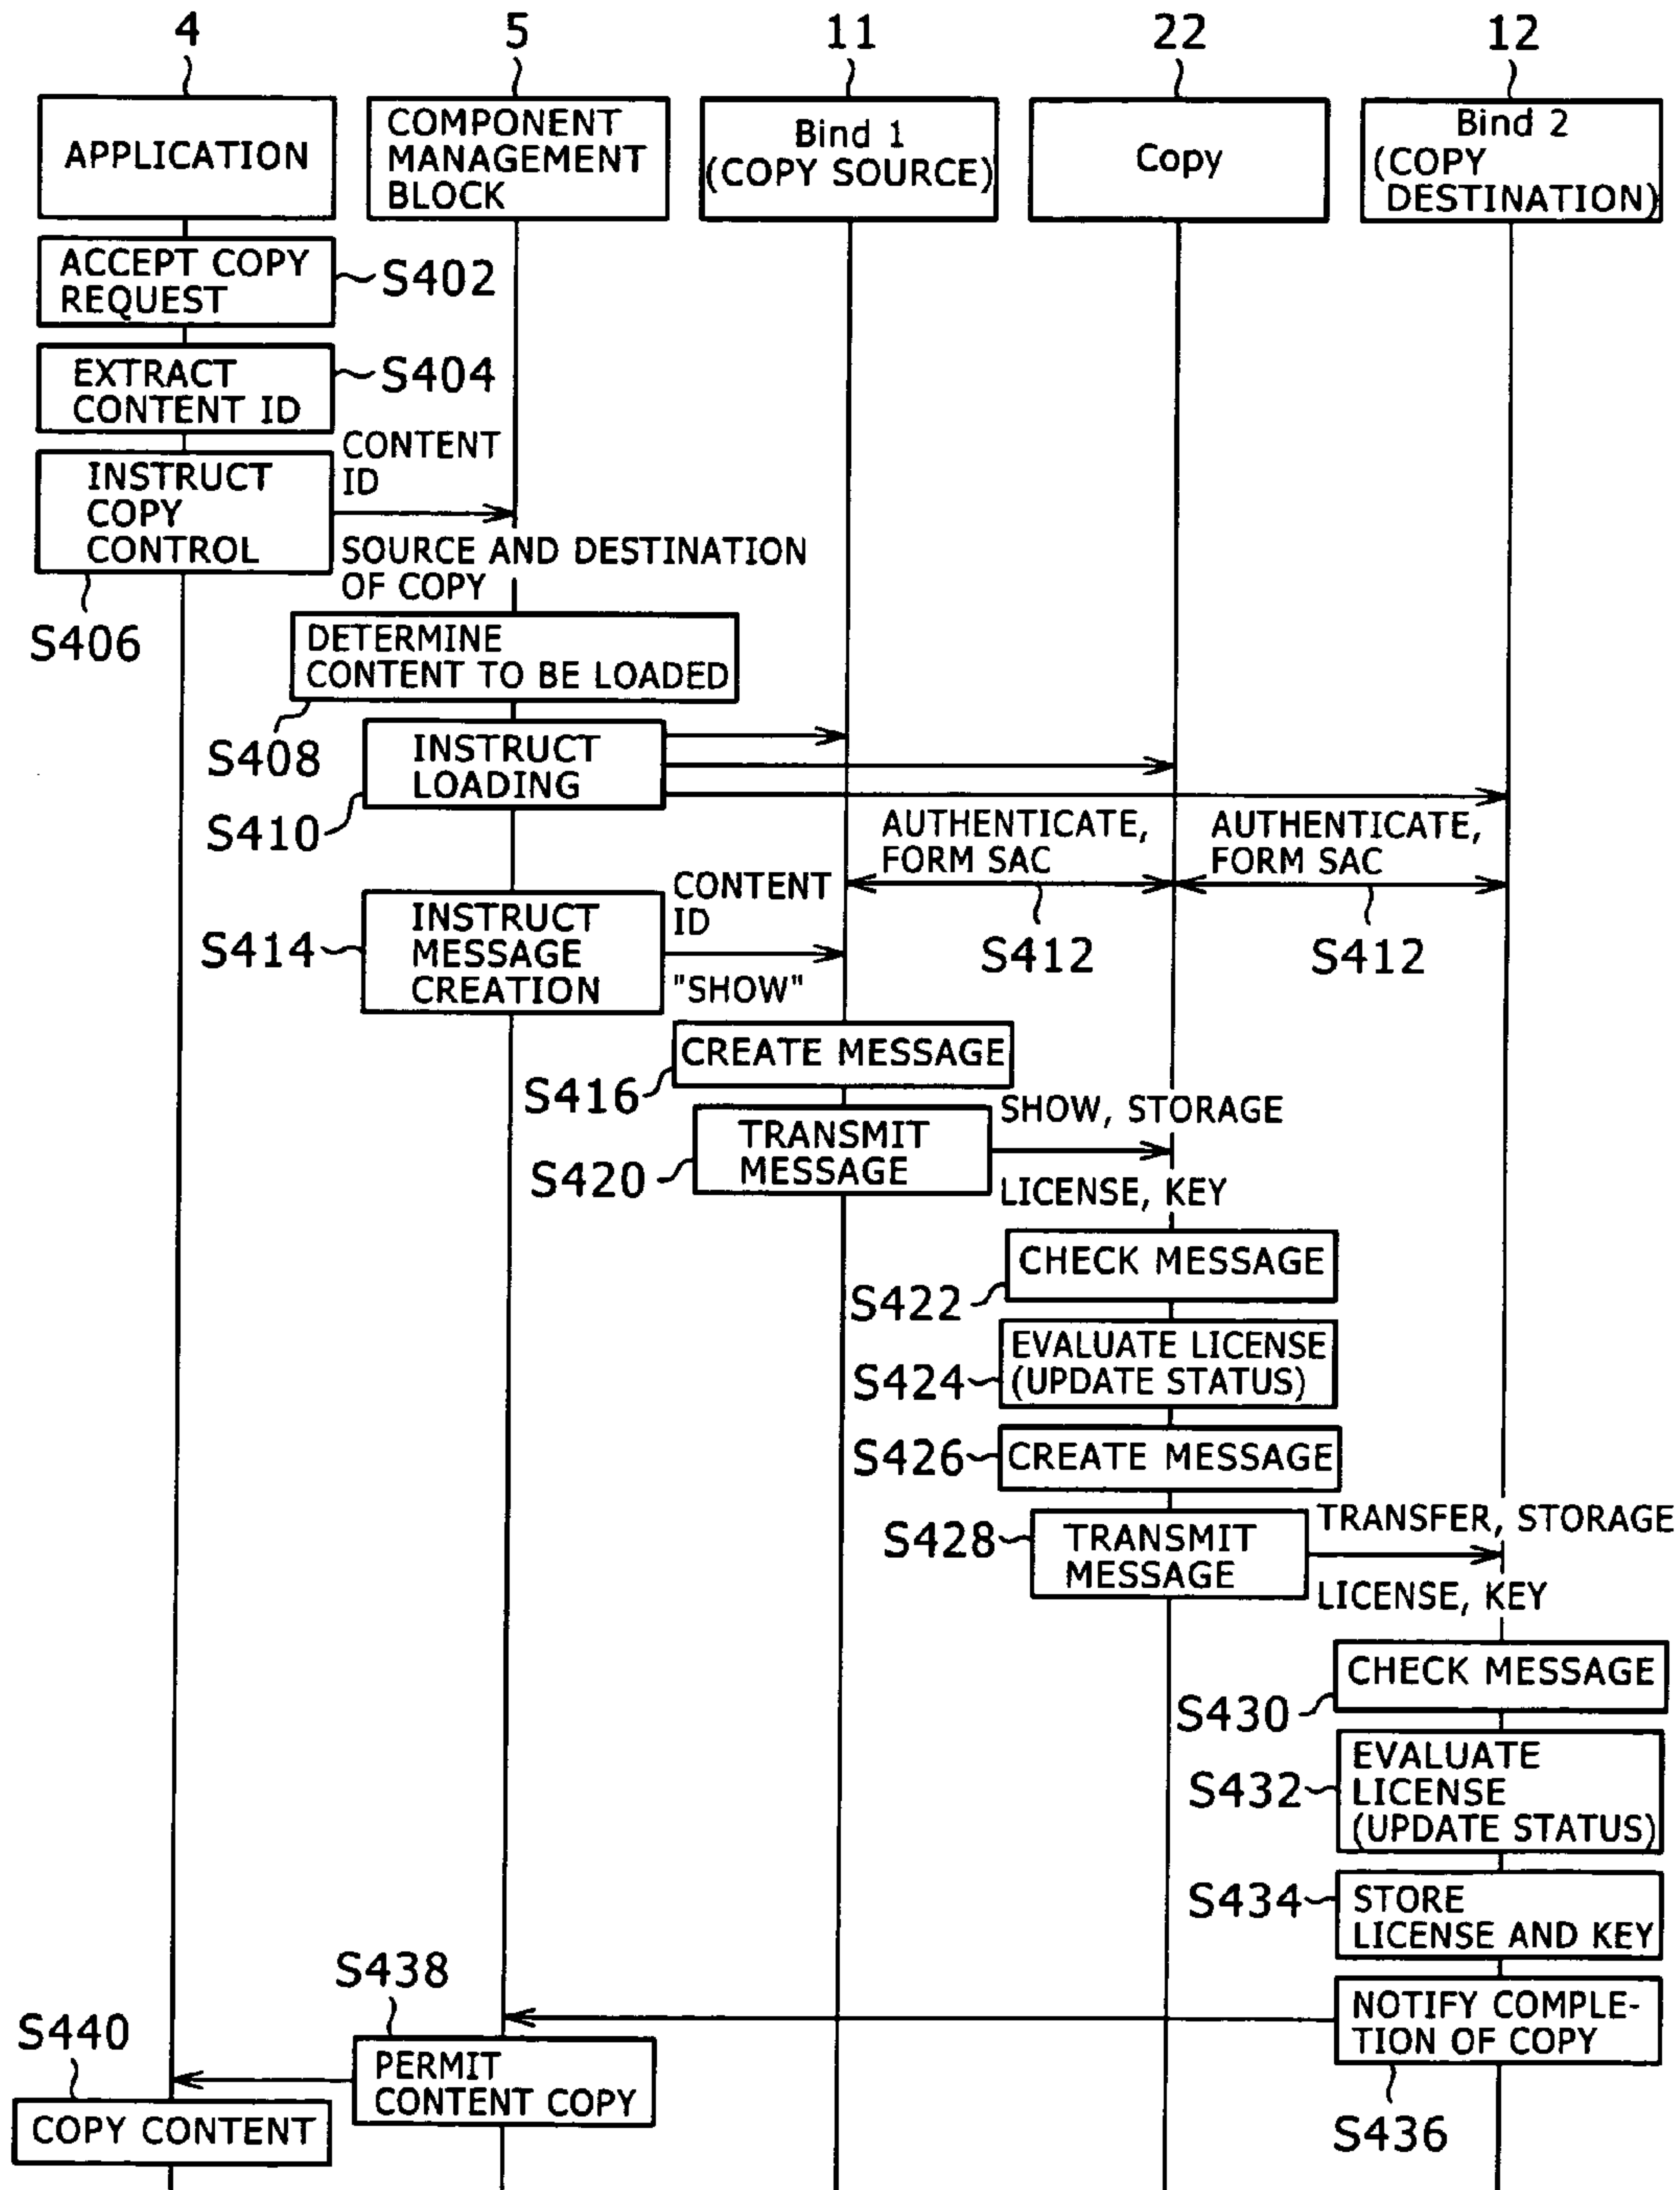 4
5
11
22
12
APPLICATION
COMPONENT
MANAGEMENT
BLOCK
Bind 1
(COPY SOURCE)
Copy
Bind 2
(COPY
DESTINATION)
ACCEPT COPY
REQUEST
S402
EXTRACT
CONTENT ID
S404
INSTRUCT
COPY
CONTROL
S406
CONTENT
ID
SOURCE AND DESTINATION
OF COPY
DETERMINE
CONTENT TO BE LOADED
S408
INSTRUCT
LOADING
S410
AUTHENTICATE,
FORM SAC
S412
AUTHENTICATE,
FORM SAC
S412
S414
INSTRUCT
MESSAGE
CREATION
CONTENT
ID
"SHOW"
CREATE MESSAGE
S416
TRANSMIT
MESSAGE
S420
SHOW, STORAGE
LICENSE, KEY
CHECK MESSAGE
S422
EVALUATE LICENSE
(UPDATE STATUS)
S424
S426
CREATE MESSAGE
S428
TRANSMIT
MESSAGE
TRANSFER, STORAGE
LICENSE, KEY
CHECK MESSAGE
S430
EVALUATE
LICENSE
(UPDATE STATUS)
S432
S434
STORE
LICENSE AND KEY
NOTIFY COMPLE-
TION OF COPY
S436
S438
PERMIT
CONTENT COPY
S440
COPY CONTENT